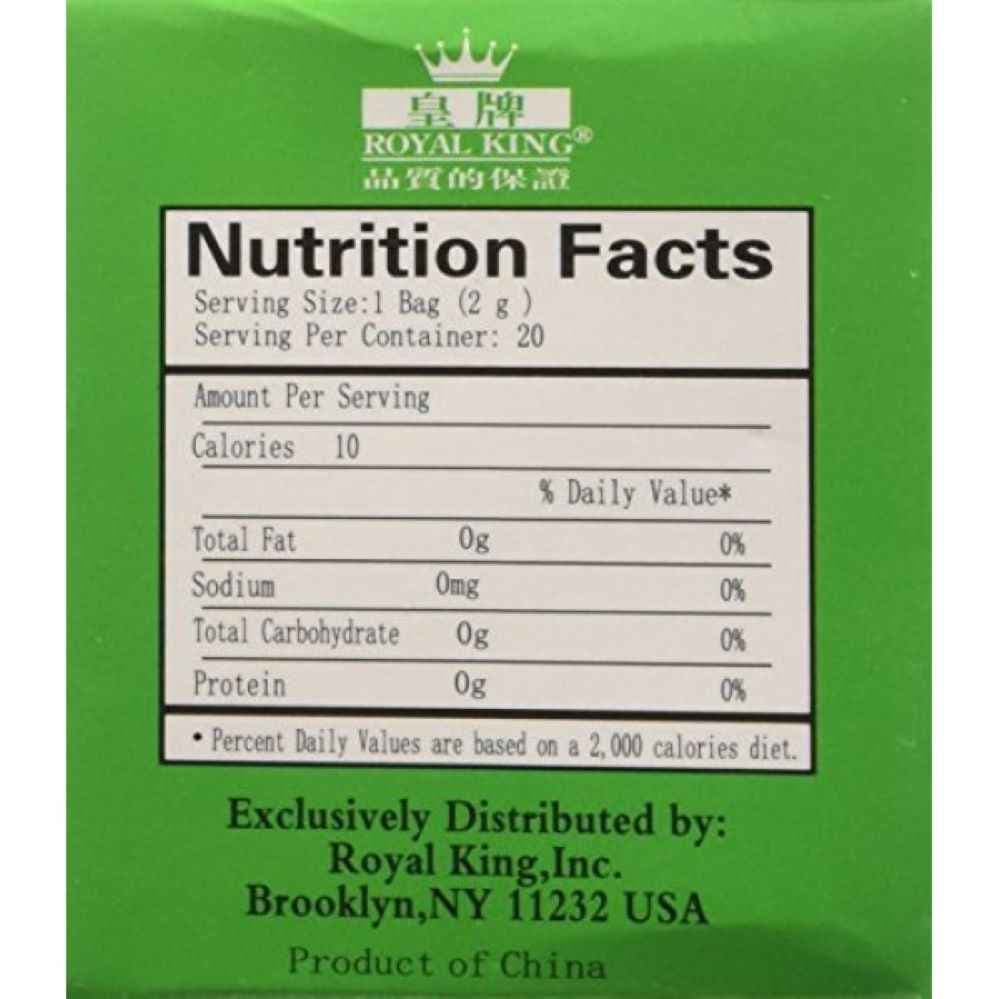 皇牌
ROYAL KING®
品質的保證
Nutrition Facts
Serving Size:1 Bag (2 g )
Serving Per Container: 20
Amount Per Serving
Calories 10
% Daily Value*
Total Fat 0g 0%
Sodium 0mg 0%
Total Carbohydrate 0g 0%
Protein 0g 0%
• Percent Daily Values are based on a 2,000 calories diet.
Exclusively Distributed by:
Royal King,Inc.
Brooklyn,NY 11232 USA
Product of China